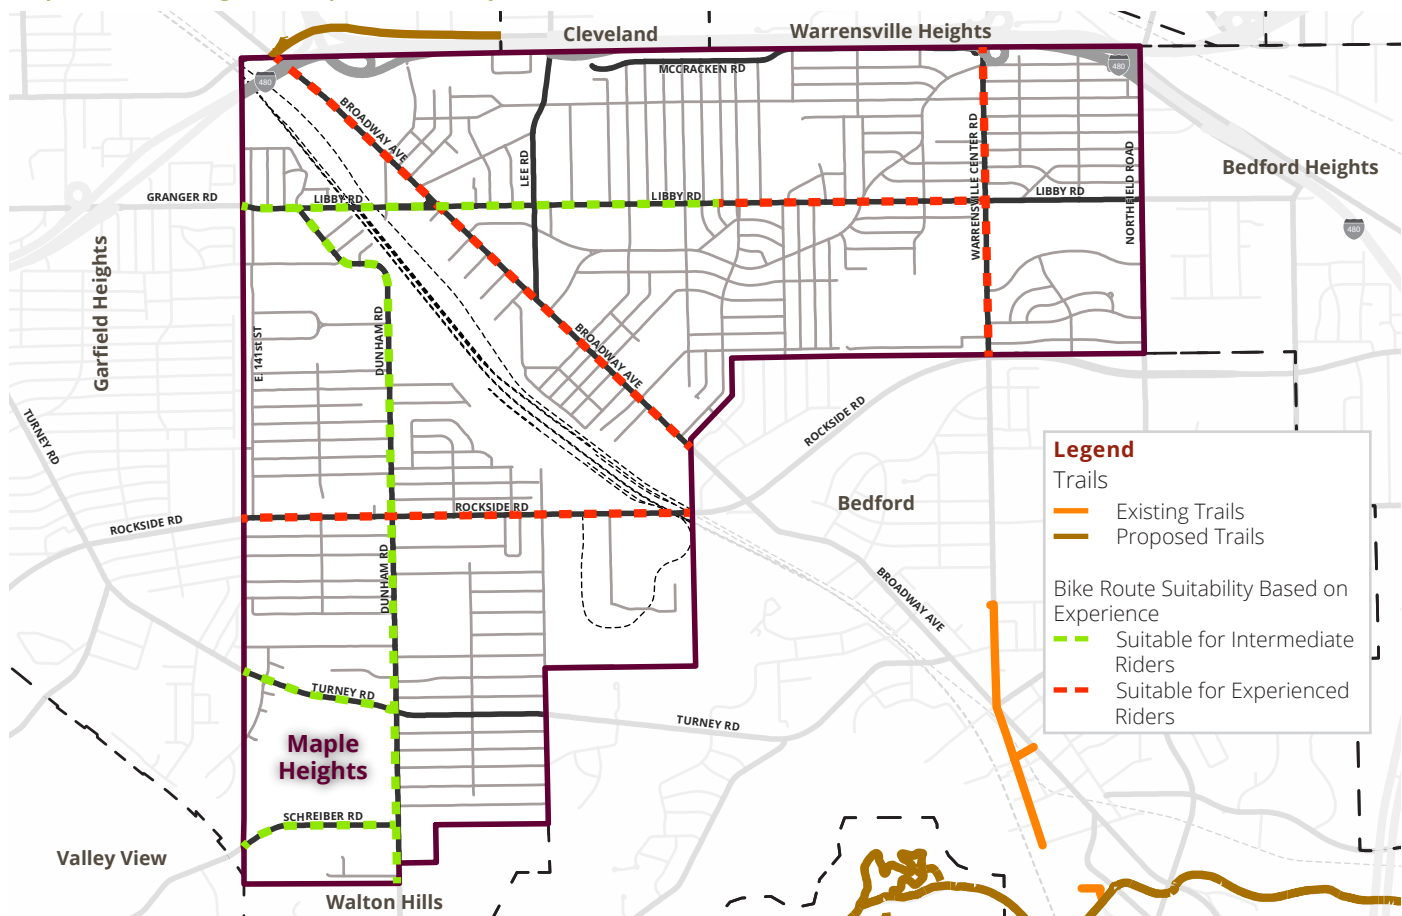 Cleveland
Warrensville Heights
MCCRACKEN RD
480
480
BROADWAY AVE
LEE RD
WARRENSVILLE CENTER RD
NORTHFIELD ROAD
Bedford Heights
GRANGER RD
LIBBY RD
LIBBY RD
LIBBY RD
480
Garfield Heights
E. 141st ST
DUNHAM RD
BROADWAY AVE
TURNEY RD
ROCKSIDE RD
Legend
Trails
Existing Trails
Proposed Trails
Bike Route Suitability Based on
Experience
Suitable for Intermediate
Riders
Suitable for Experienced
Riders
ROCKSIDE RD
ROCKSIDE RD
Bedford
DUNHAM RD
BROADWAY AVE
TURNEY RD
TURNEY RD
Maple
Heights
SCHREIBER RD
Valley View
Walton Hills